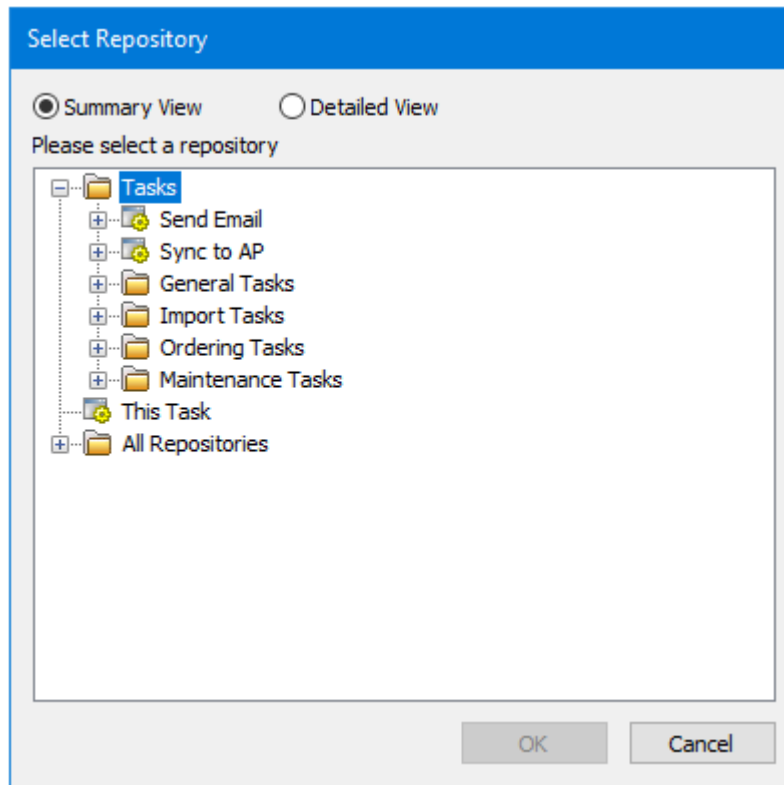 Select Repository
Summary View Detailed View
Please select a repository
Tasks
Send Email
Sync to AP
General Tasks
Import Tasks
Ordering Tasks
Maintenance Tasks
This Task
All Repositories
OK Cancel